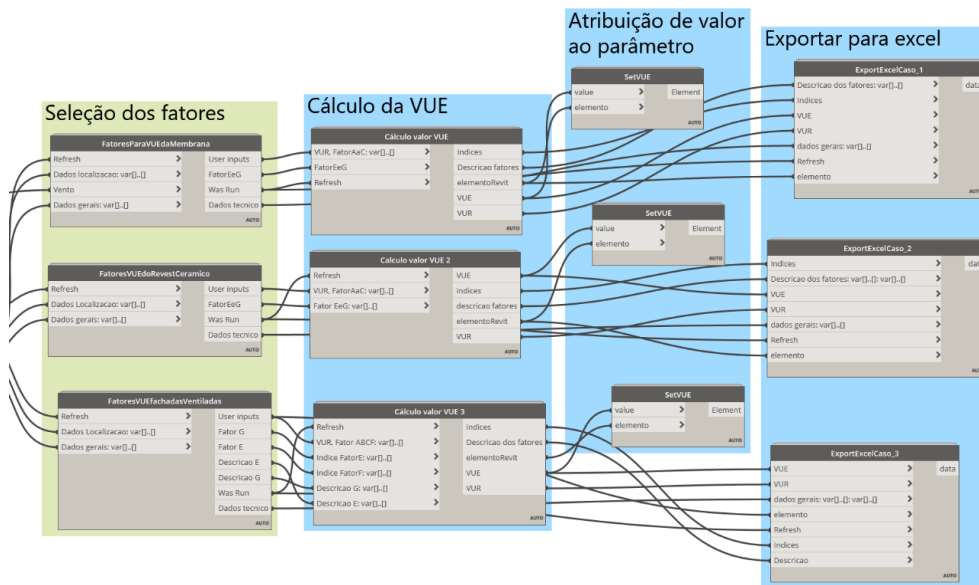 Seleção dos fatores
FatoresParaVUEdaMembrana
Refresh
Dados localizacao: var[]..[]
Vento
Dados gerais: var[]..[]
User inputs
FatorEeG
Was Run
Dados tecnico
AUTO
FatoresVUEdoRevestCeramico
Refresh
Dados Localizacao: var[]..[]
Dados gerais: var[]..[]
User inputs
FatorEeG
Was Run
Dados tecnico
AUTO
FatoresVUEfachadasVentiladas
Refresh
Dados Localizacao: var[]..[]
Dados gerais: var[]..[]
User inputs
Fator G
Fator E
Descricao E
Descricao G
Was Run
Dados tecnico
AUTO
Cálculo da VUE
Cálculo valor VUE
VUR, FatorAaC: var[]..[]
FatorEeG
Refresh
Indices
Descricao fatores
elementoRevit
VUE
VUR
AUTO
Calculo valor VUE 2
Refresh
VUR, FatorAaC: var[]..[]
Fator EeG: var[]..[]
VUE
indices
descricao fatores
elementoRevit
VUR
AUTO
Cálculo valor VUE 3
Refresh
VUR, Fator ABCF: var[]..[]
Indice FatorE: var[]..[]
Indice FatorF: var[]..[]
Descricao G: var[]..[]
Descricao E: var[]..[]
Indices
Descricao dos fatores
elementoRevit
VUE
VUR
AUTO
Atribuição de valor
ao parâmetro
SetVUE
value
elemento
Element
AUTO
SetVUE
value
elemento
Element
AUTO
SetVUE
value
elemento
Element
AUTO
Exportar para excel
ExportExcelCaso_1
Descricao dos fatores: var[]..[]
Indices
VUE
VUR
dados gerais: var[]..[]
Refresh
elemento
data
ExportExcelCaso_2
Indices
Descricao dos fatores: var[]..[]: var[]..[]
VUE
VUR
dados gerais: var[]..[]
Refresh
elemento
ExportExcelCaso_3
VUE
VUR
dados gerais: var[]..[]: var[]..[]
elemento
Refresh
Indices
Descricao
data
AUTO